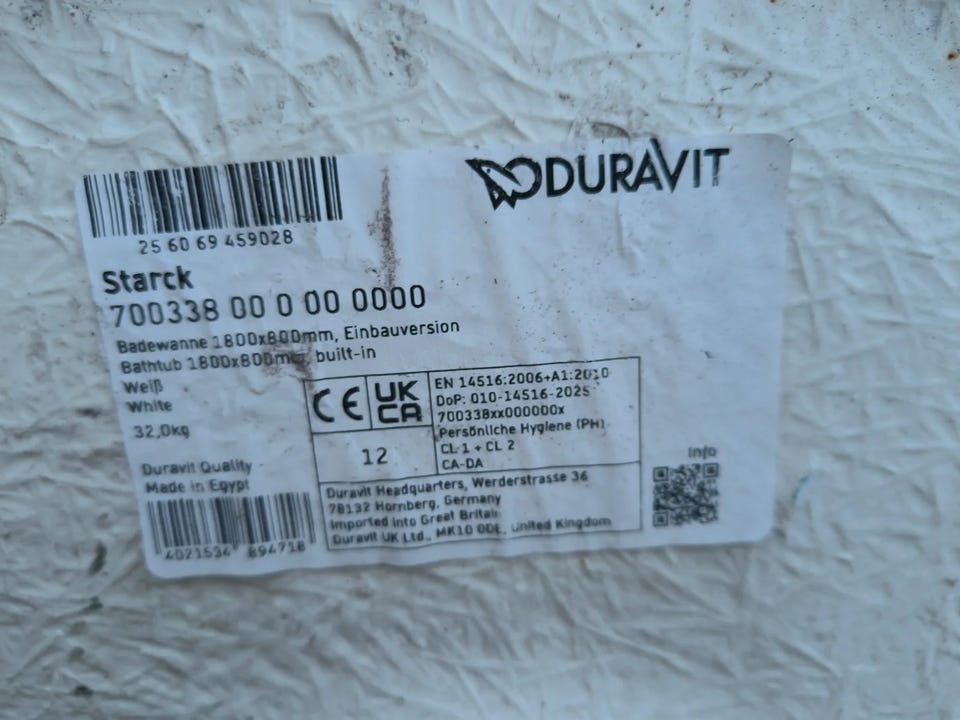 DURAVIT
25 60 69 459028
Starck
700338 00 0 00 0000
Badewanne 1800x800mm, Einbauversion
Bathtub 1800x800mm, built-in
Weiß
White
32,0kg
CE UK CA
12
EN 14516:2006+A1:2010
DoP: 010-14516-2025
700338xx000000x
Persönliche Hygiene (PH)
CL 1 + CL 2
CA-DA
Duravit Quality
Made in Egypt
4021534 894718
Duravit Headquarters, Werderstrasse 36
78132 Hornberg, Germany
Imported into Great Britain
Duravit UK Ltd., MK10 0DE, United Kingdom
Info